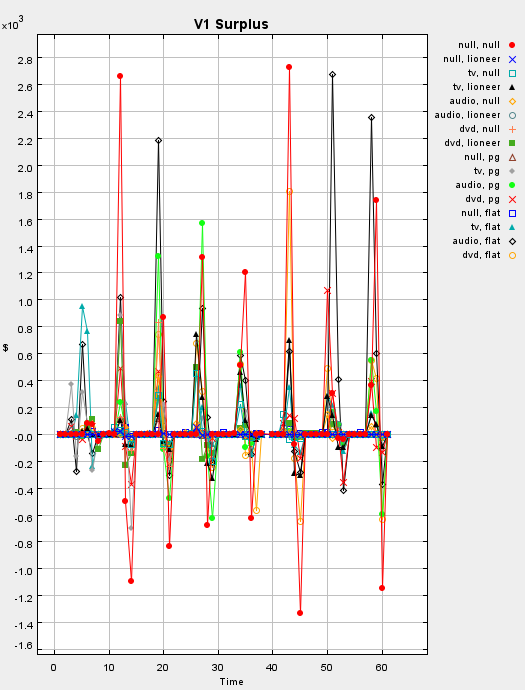 V1 Surplus
x10³
2.8
2.6
2.4
2.2
2.0
1.8
1.6
1.4
1.2
1.0
0.8
0.6
0.4
0.2
-0.0
-0.2
-0.4
-0.6
-0.8
-1.0
-1.2
-1.4
-1.6
$
0 10 20 30 40 50 60
Time
null, null
null, lioneer
tv, null
tv, lioneer
audio, null
audio, lioneer
dvd, null
dvd, lioneer
null, pg
tv, pg
audio, pg
dvd, pg
null, flat
tv, flat
audio, flat
dvd, flat